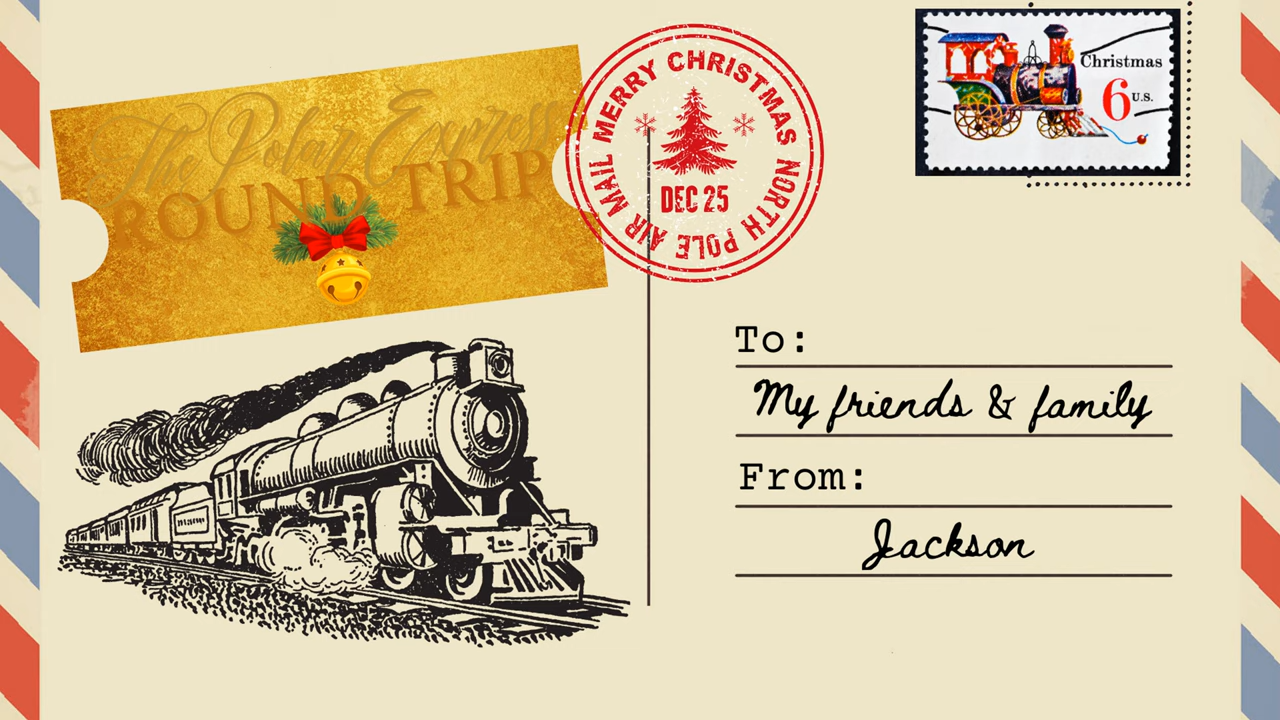 The Polar Express
ROUND TRIP
MERRY CHRISTMAS NORTH POLE AIR MAIL
DEC 25
Christmas
6 U.S.
To:
My friends & family
From:
Jackson